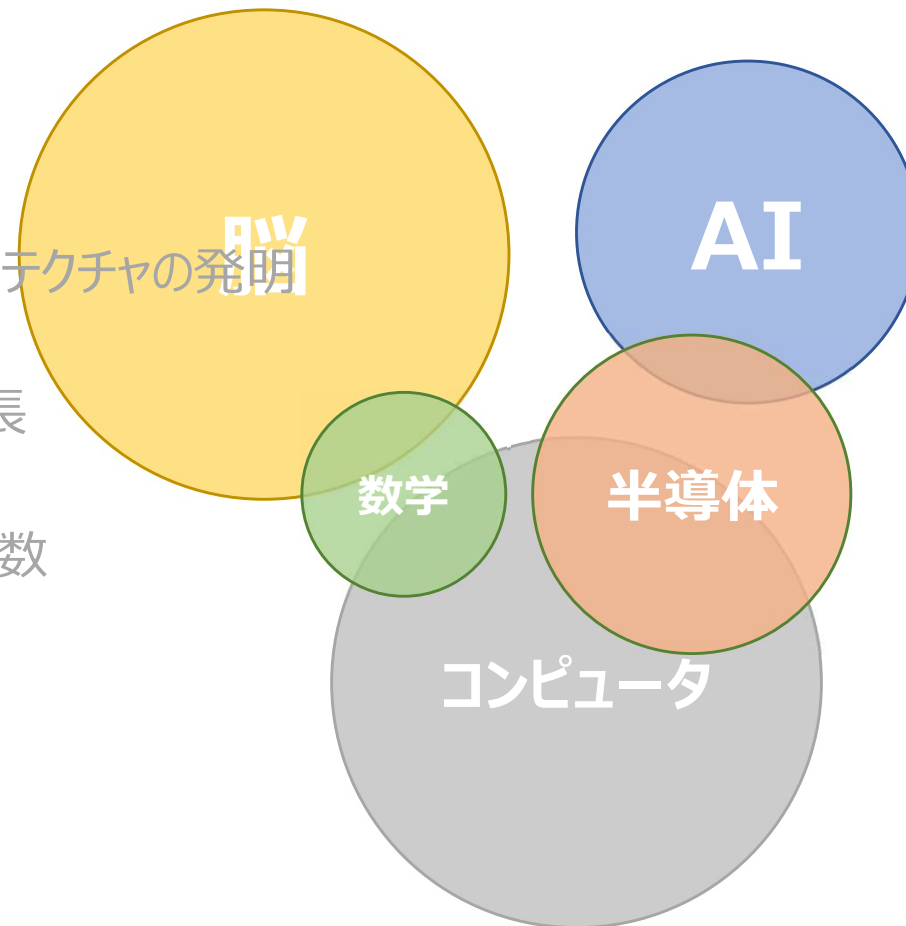 脳
AI
テクチャの発明
長
数学
半導体
数
コンピュータ